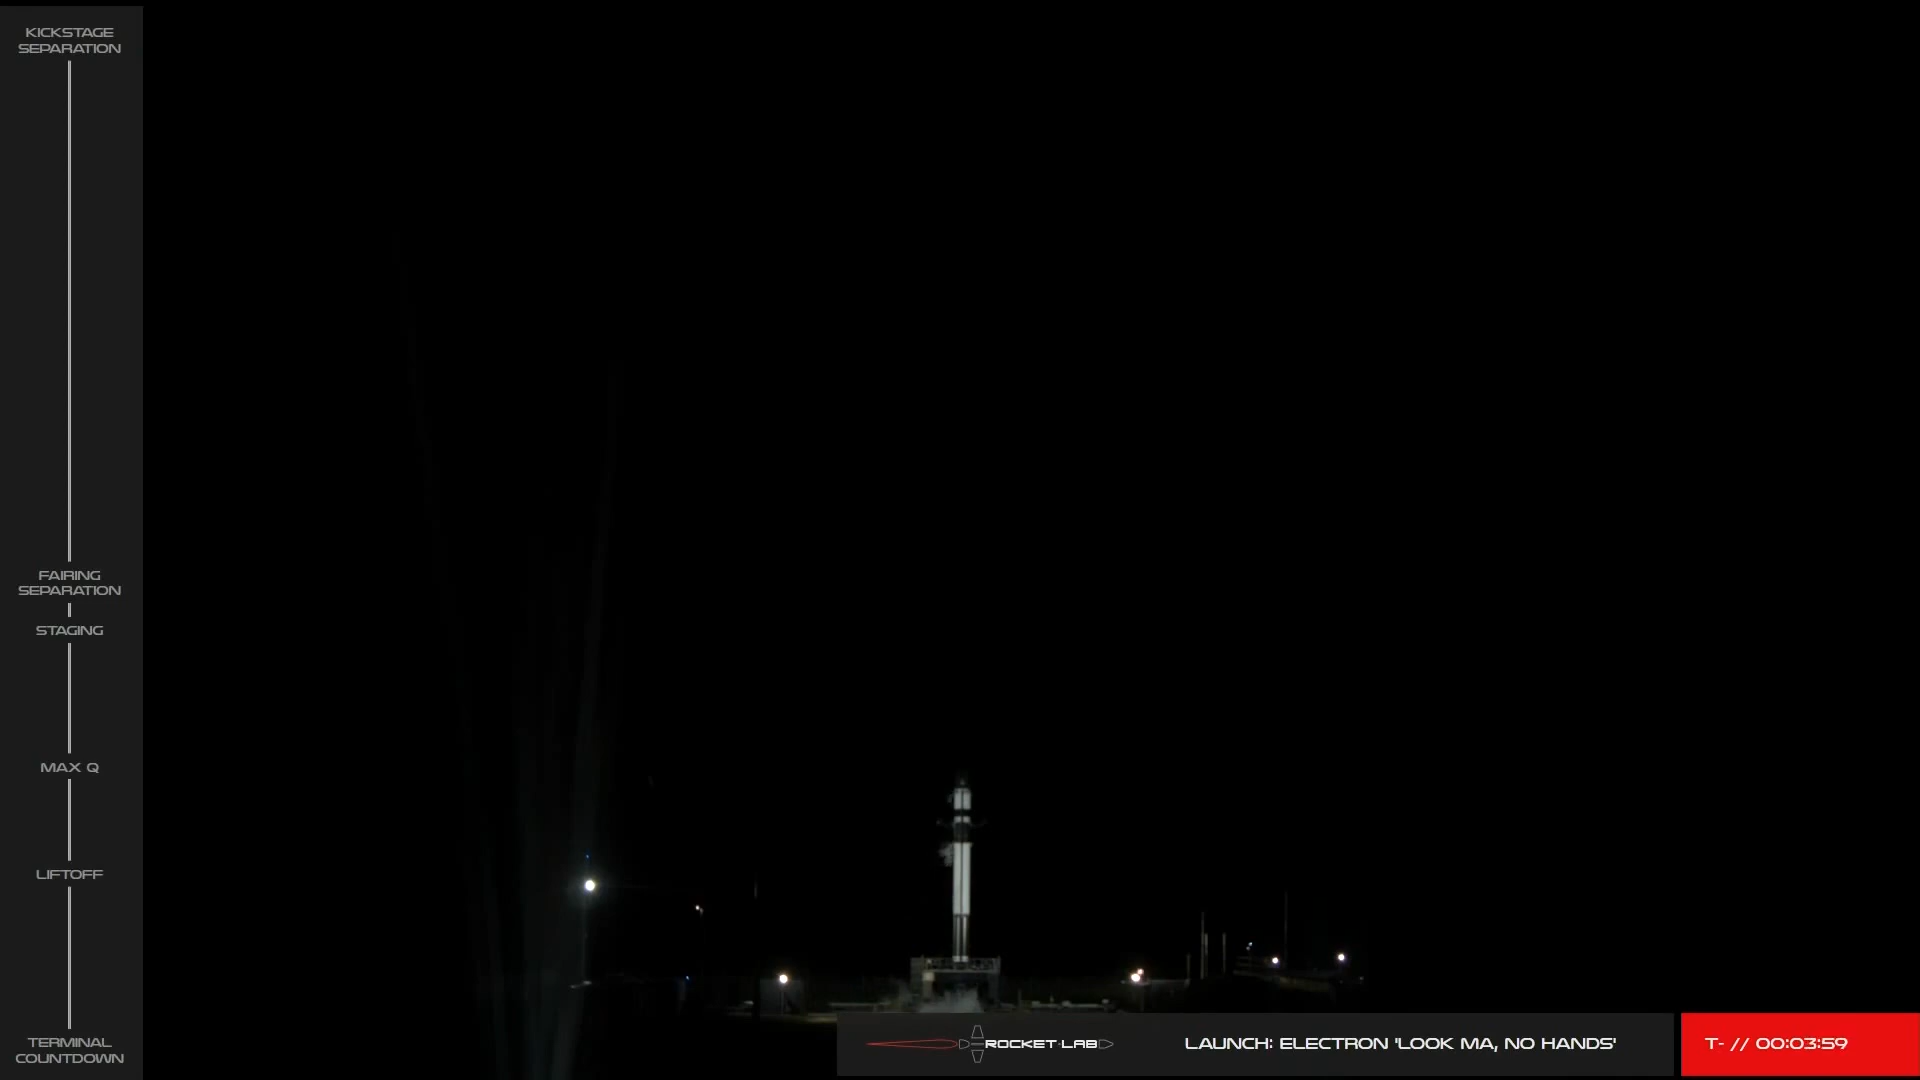 KICKSTAGE
SEPARATION
FAIRING
SEPARATION
STAGING
MAX Q
LIFTOFF
TERMINAL
COUNTDOWN
ROCKET LAB
LAUNCH: ELECTRON 'LOOK MA, NO HANDS'
T- // 00:03:59